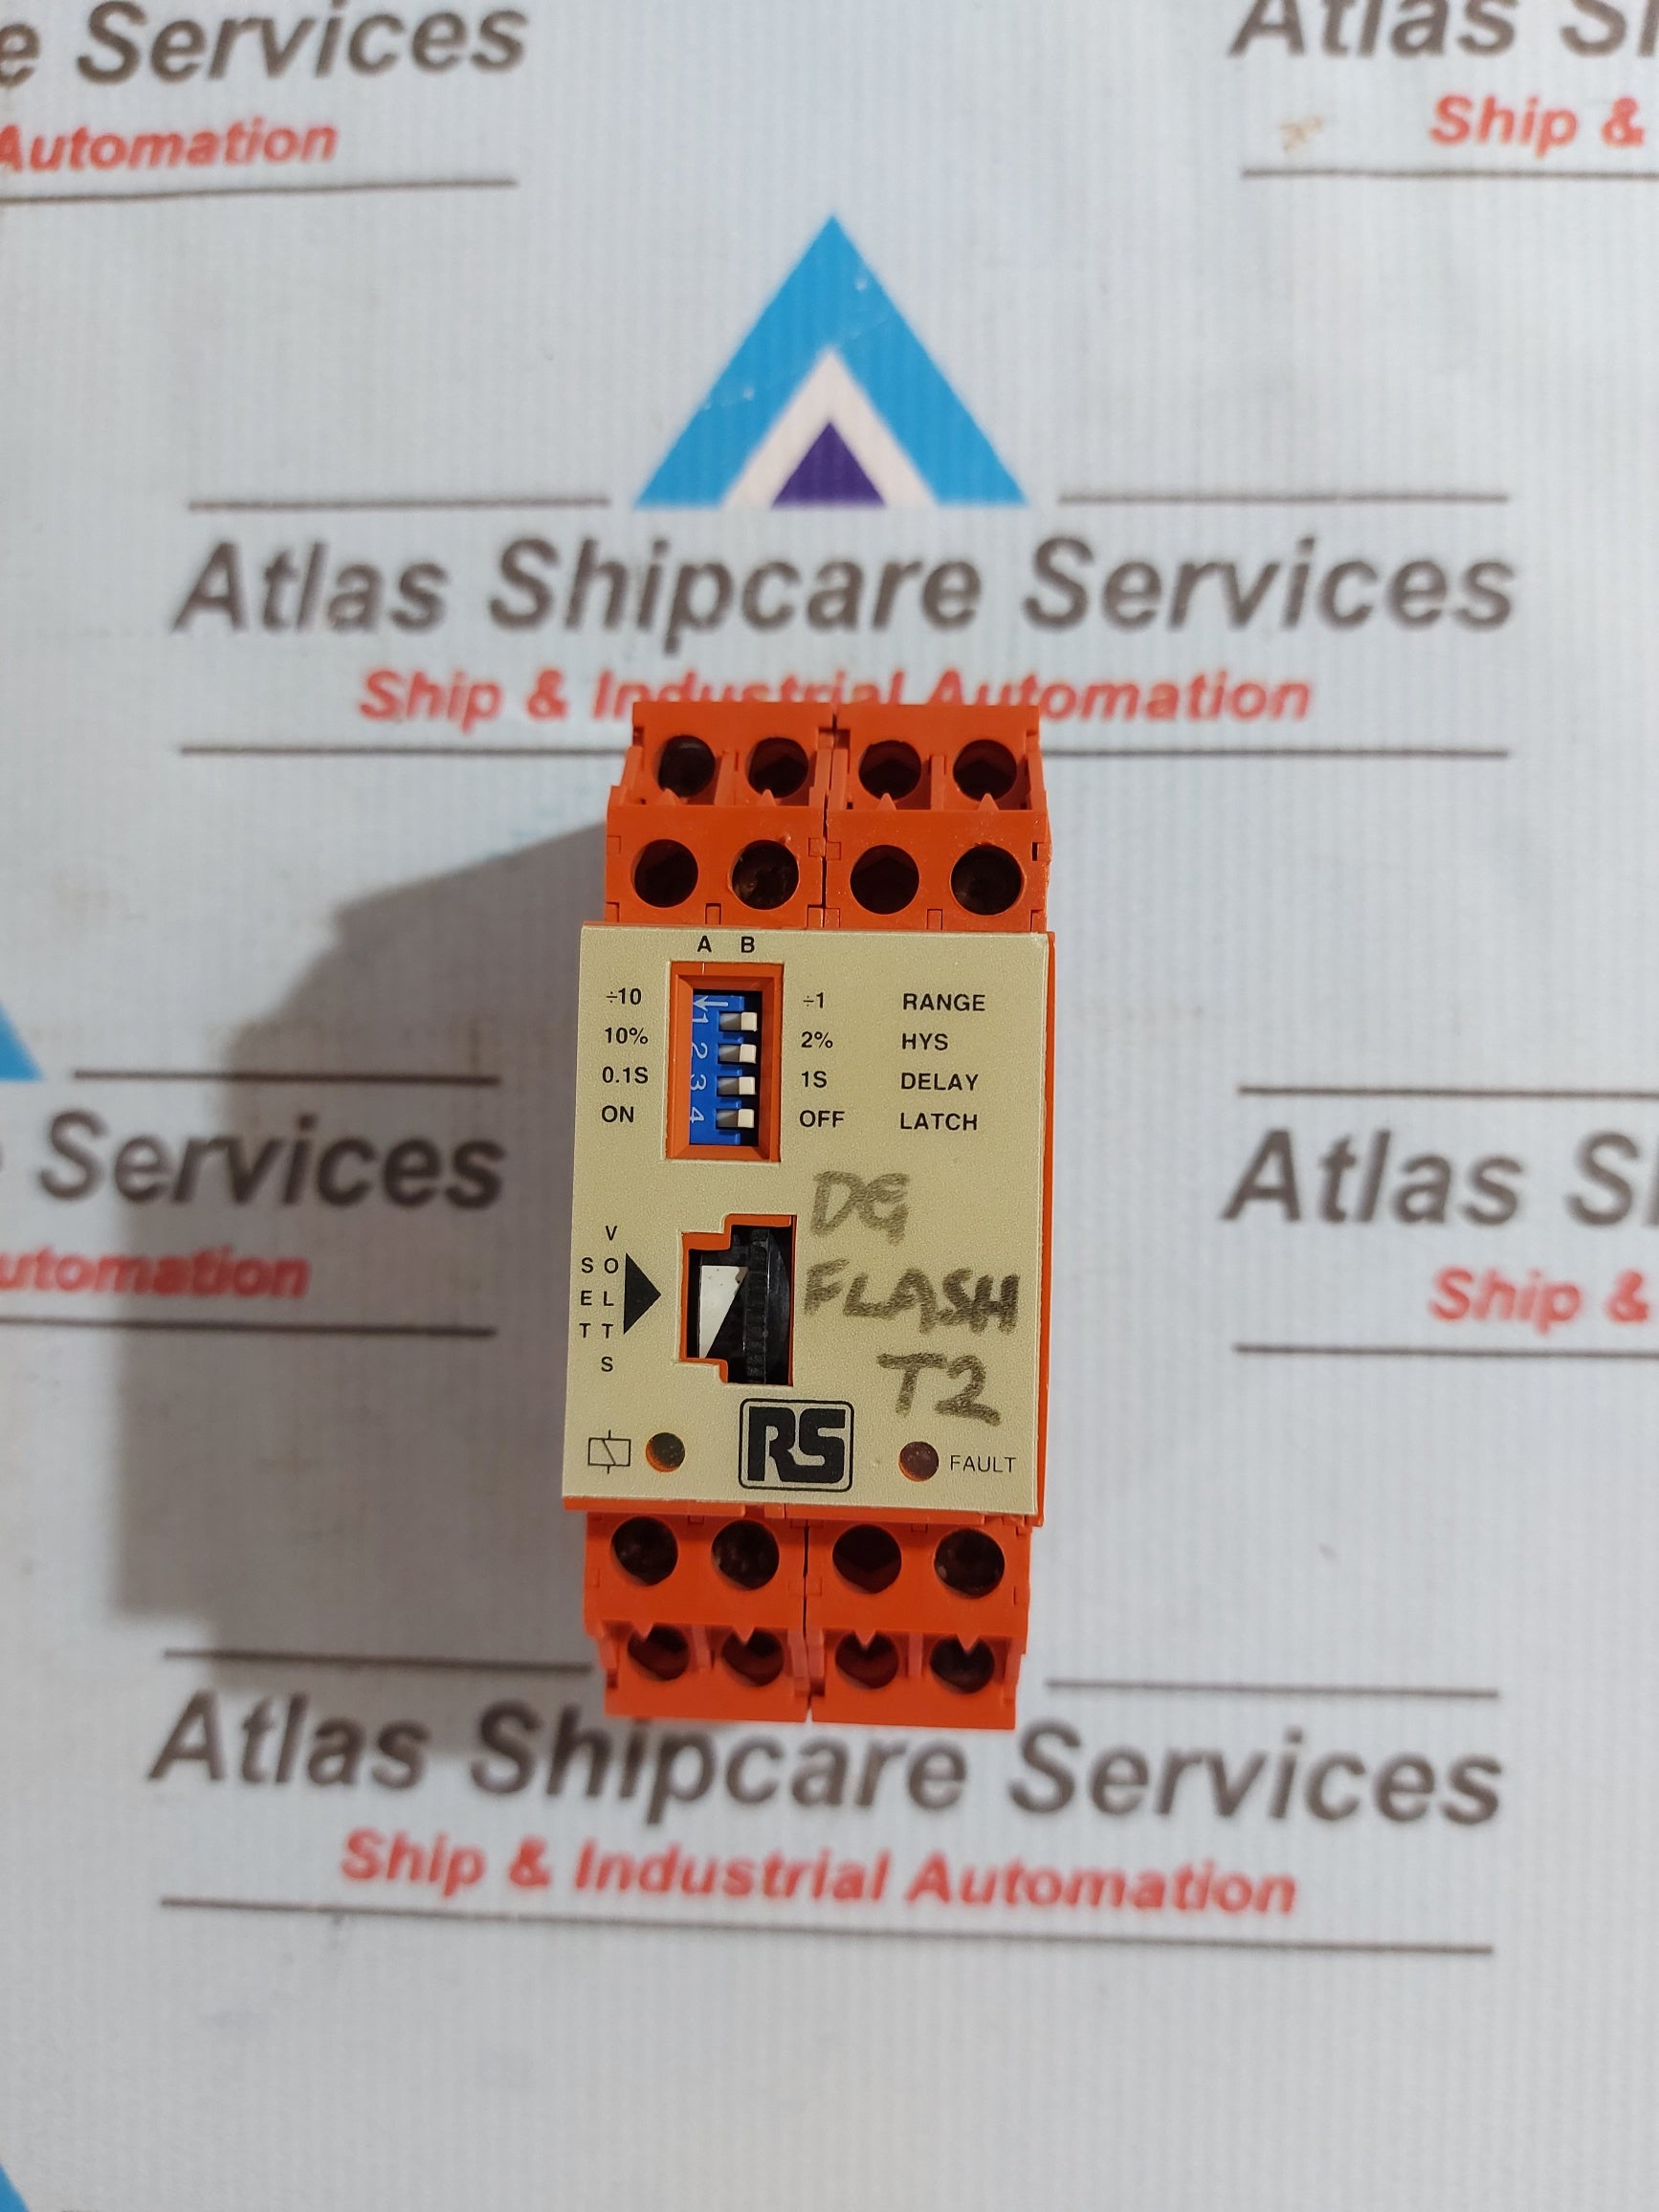 e Services
Automation
Atlas S
Ship &
Atlas Shipcare Services
Ship & Industrial Automation
A B
÷10 ÷1 RANGE
10% 2% HYS
0.1S 1S DELAY
ON OFF LATCH
1
2
3
4
DG
FLASH
T2
SET
VOLTS
RS
FAULT
Services
utomation
Atlas S
Ship &
Atlas Shipcare Services
Ship & Industrial Automation